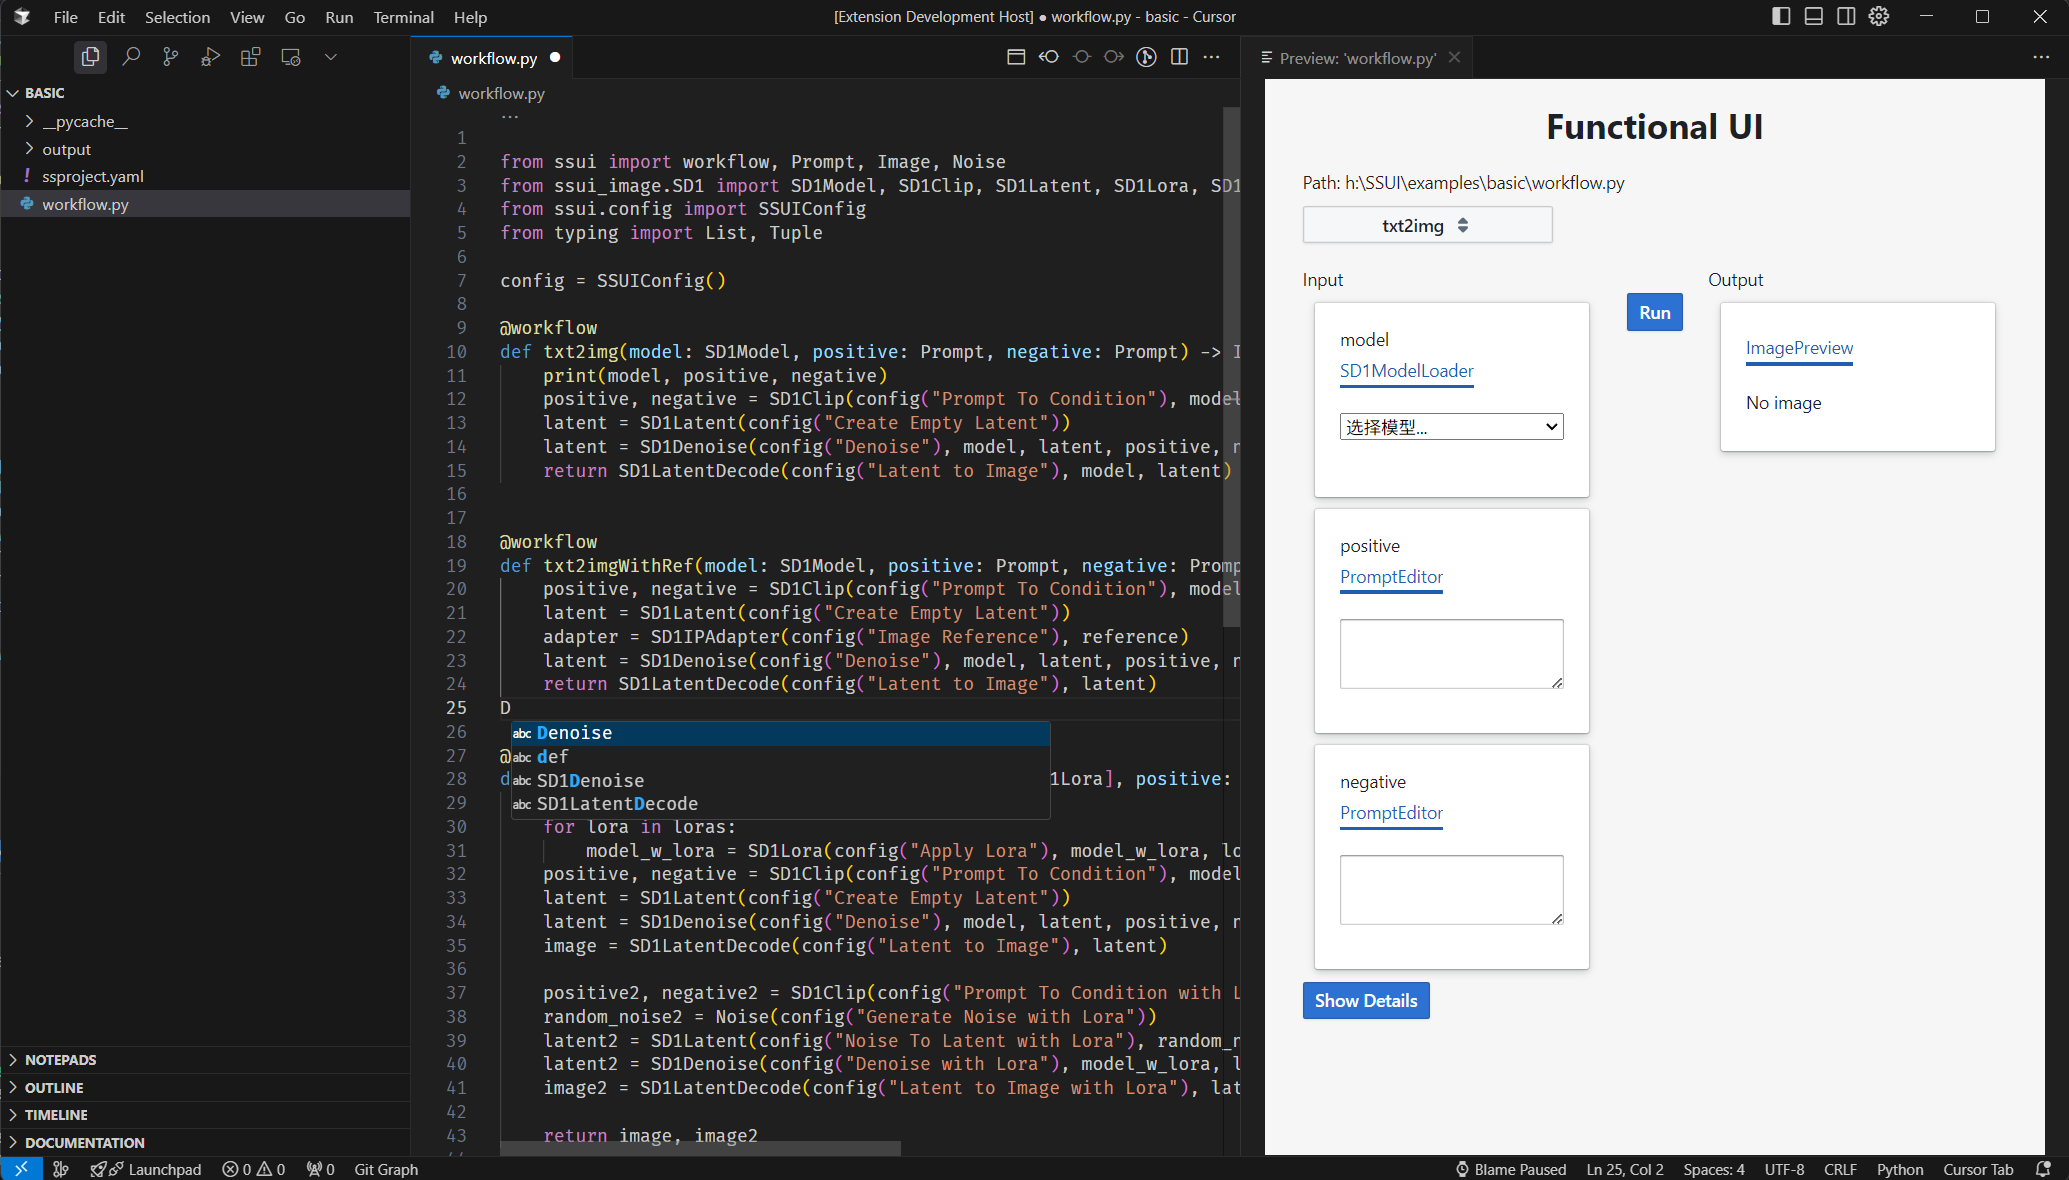 File Edit Selection View Go Run Terminal Help
[Extension Development Host] ● workflow.py - basic - Cursor
BASIC
__pycache__
output
! ssproject.yaml
workflow.py
NOTEPADS
OUTLINE
TIMELINE
DOCUMENTATION
workflow.py ●
workflow.py
...
1
2 from ssui import workflow, Prompt, Image, Noise
3 from ssui_image.SD1 import SD1Model, SD1Clip, SD1Latent, SD1Lora, SD1
4 from ssui.config import SSUIConfig
5 from typing import List, Tuple
6
7 config = SSUIConfig()
8
9 @workflow
10 def txt2img(model: SD1Model, positive: Prompt, negative: Prompt) -> I
11 print(model, positive, negative)
12 positive, negative = SD1Clip(config("Prompt To Condition"), model
13 latent = SD1Latent(config("Create Empty Latent"))
14 latent = SD1Denoise(config("Denoise"), model, latent, positive, n
15 return SD1LatentDecode(config("Latent to Image"), model, latent)
16
17
18 @workflow
19 def txt2imgWithRef(model: SD1Model, positive: Prompt, negative: Promp
20 positive, negative = SD1Clip(config("Prompt To Condition"), model
21 latent = SD1Latent(config("Create Empty Latent"))
22 adapter = SD1IPAdapter(config("Image Reference"), reference)
23 latent = SD1Denoise(config("Denoise"), model, latent, positive, n
24 return SD1LatentDecode(config("Latent to Image"), latent)
25 D
26 abc Denoise
27 @ abc def
28 d abc SD1Denoise 1Lora], positive:
29 abc SD1LatentDecode
30 for lora in loras:
31 model_w_lora = SD1Lora(config("Apply Lora"), model_w_lora, lo
32 positive, negative = SD1Clip(config("Prompt To Condition"), model
33 latent = SD1Latent(config("Create Empty Latent"))
34 latent = SD1Denoise(config("Denoise"), model, latent, positive, n
35 image = SD1LatentDecode(config("Latent to Image"), latent)
36
37 positive2, negative2 = SD1Clip(config("Prompt To Condition with L
38 random_noise2 = Noise(config("Generate Noise with Lora"))
39 latent2 = SD1Latent(config("Noise To Latent with Lora"), random_n
40 latent2 = SD1Denoise(config("Denoise with Lora"), model_w_lora, l
41 image2 = SD1LatentDecode(config("Latent to Image with Lora"), lat
42
43 return image, image2
Preview: 'workflow.py'
Functional UI
Path: h:\SSUI\examples\basic\workflow.py
txt2img
Input
Run
Output
model
SD1ModelLoader
选择模型...
ImagePreview
No image
positive
PromptEditor
negative
PromptEditor
Show Details
Launchpad 0 0 0 Git Graph
Blame Paused Ln 25, Col 2 Spaces: 4 UTF-8 CRLF Python Cursor Tab